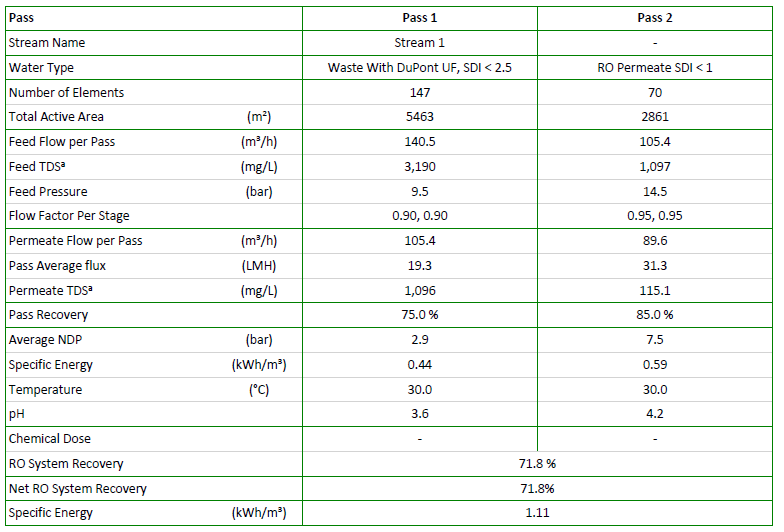 Pass Pass 1 Pass 2
Stream Name Stream 1 -
Water Type Waste With DuPont UF, SDI < 2.5 RO Permeate SDI < 1
Number of Elements 147 70
Total Active Area (m²) 5463 2861
Feed Flow per Pass (m³/h) 140.5 105.4
Feed TDSᵃ (mg/L) 3,190 1,097
Feed Pressure (bar) 9.5 14.5
Flow Factor Per Stage 0.90, 0.90 0.95, 0.95
Permeate Flow per Pass (m³/h) 105.4 89.6
Pass Average flux (LMH) 19.3 31.3
Permeate TDSᵃ (mg/L) 1,096 115.1
Pass Recovery 75.0 % 85.0 %
Average NDP (bar) 2.9 7.5
Specific Energy (kWh/m³) 0.44 0.59
Temperature (°C) 30.0 30.0
pH 3.6 4.2
Chemical Dose - -
RO System Recovery 71.8 %
Net RO System Recovery 71.8%
Specific Energy (kWh/m³) 1.11